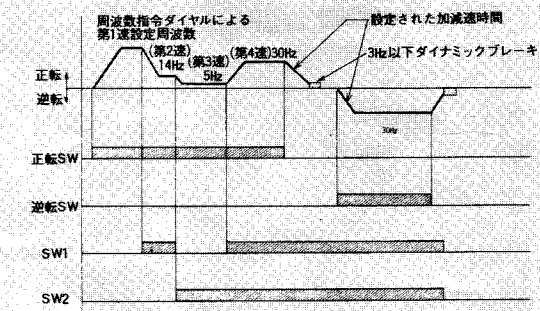 周波数指令ダイヤルによる
第1速設定周波数
(第2速)
14Hz
(第3速)
5Hz
(第4速)30Hz
設定された加減速時間
3Hz以下ダイナミックブレーキ
正転
逆転
30Hz
正転SW
逆転SW
SW1
SW2